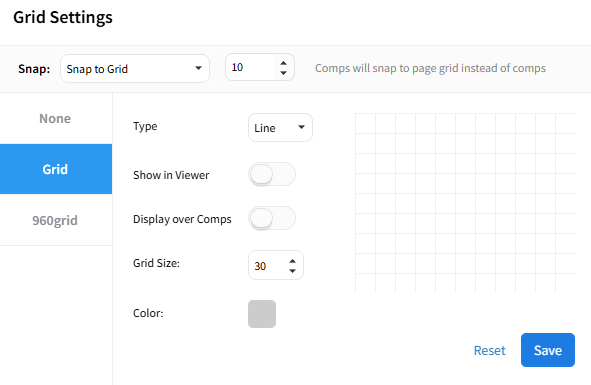 Grid Settings
Snap: Snap to Grid 10 Comps will snap to page grid instead of comps
None
Grid
960grid
Type Line
Show in Viewer
Display over Comps
Grid Size: 30
Color:
Reset Save